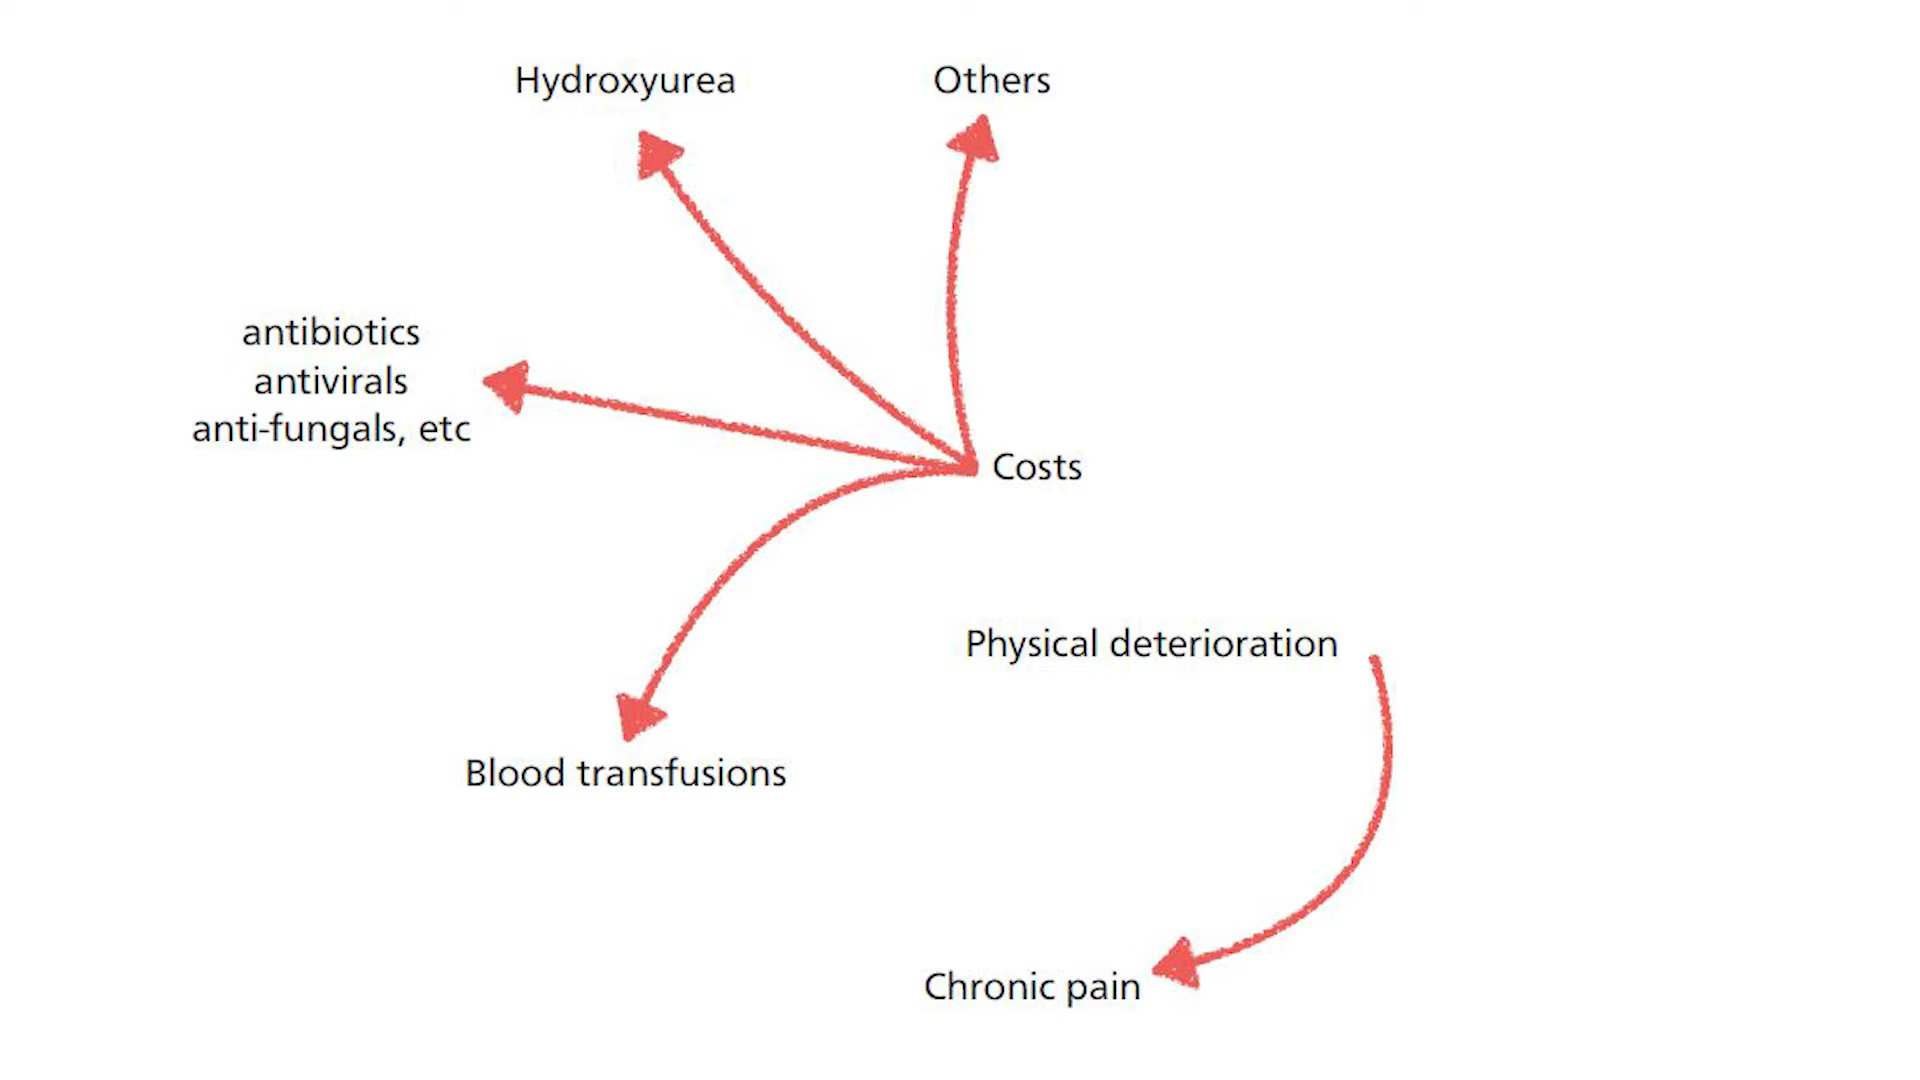 Hydroxyurea
Others
antibiotics
antivirals
anti-fungals, etc
Costs
Physical deterioration
Blood transfusions
Chronic pain